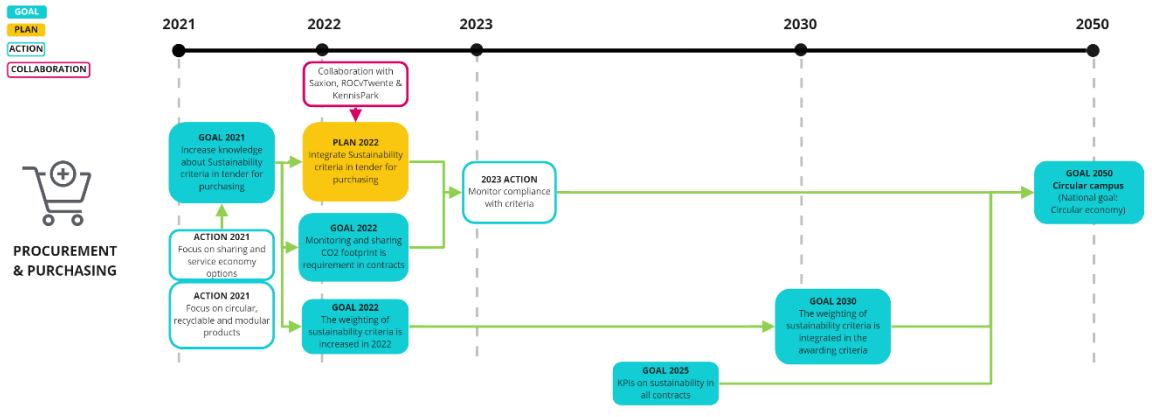 GOAL
PLAN
ACTION
COLLABORATION
2021
2022
2023
2030
2050
Collaboration with
Saxion, ROCvTwente &
KennisPark
GOAL 2021
Increase knowledge
about Sustainability
criteria in tender for
purchasing
PLAN 2022
Integrate Sustainability
criteria in tender for
purchasing
2023 ACTION
Monitor compliance
with criteria
GOAL 2050
Circular campus
(National goal:
Circular economy)
PROCUREMENT
& PURCHASING
ACTION 2021
Focus on sharing and
service economy
options
GOAL 2022
Monitoring and sharing
CO2 footprint is
requirement in contracts
ACTION 2021
Focus on circular,
recyclable and modular
products
GOAL 2022
The weighting of
sustainability criteria is
increased in 2022
GOAL 2030
The weighting of
sustainability criteria is
integrated in the
awarding criteria
GOAL 2025
KPIs on sustainability in
all contracts